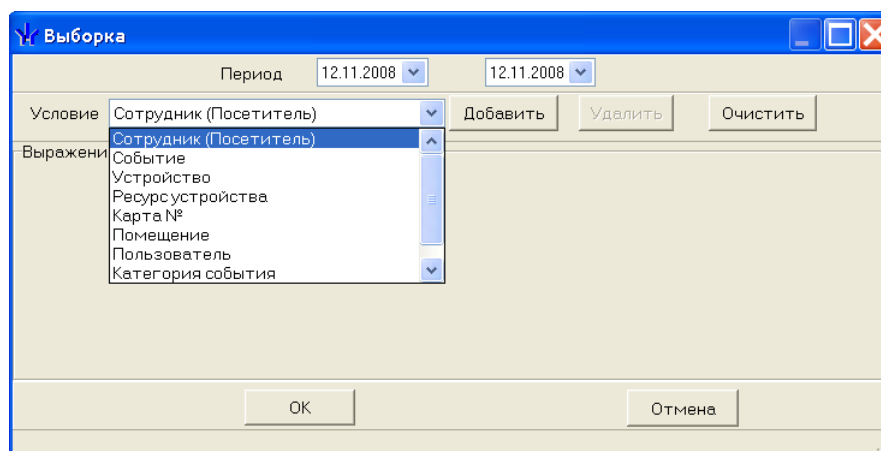 Выборка
Период 12.11.2008 12.11.2008
Условие Сотрудник (Посетитель) Добавить Удалить Очистить
Сотрудник (Посетитель)
Выражени
Событие
Устройство
Ресурс устройства
Карта №
Помещение
Пользователь
Категория события
OK Отмена